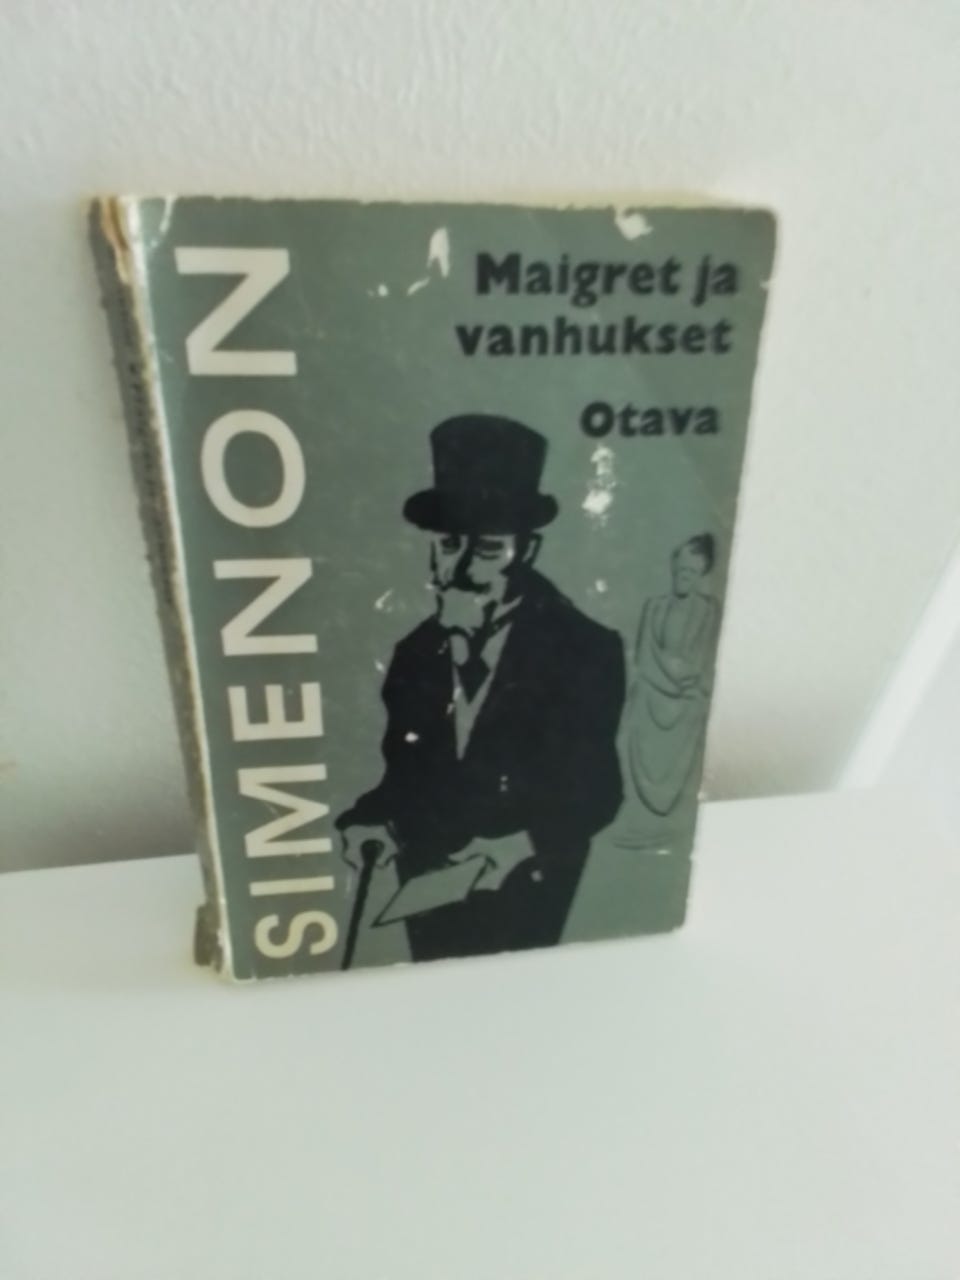 SIMENON
Maigret ja
vanhukset
Otava